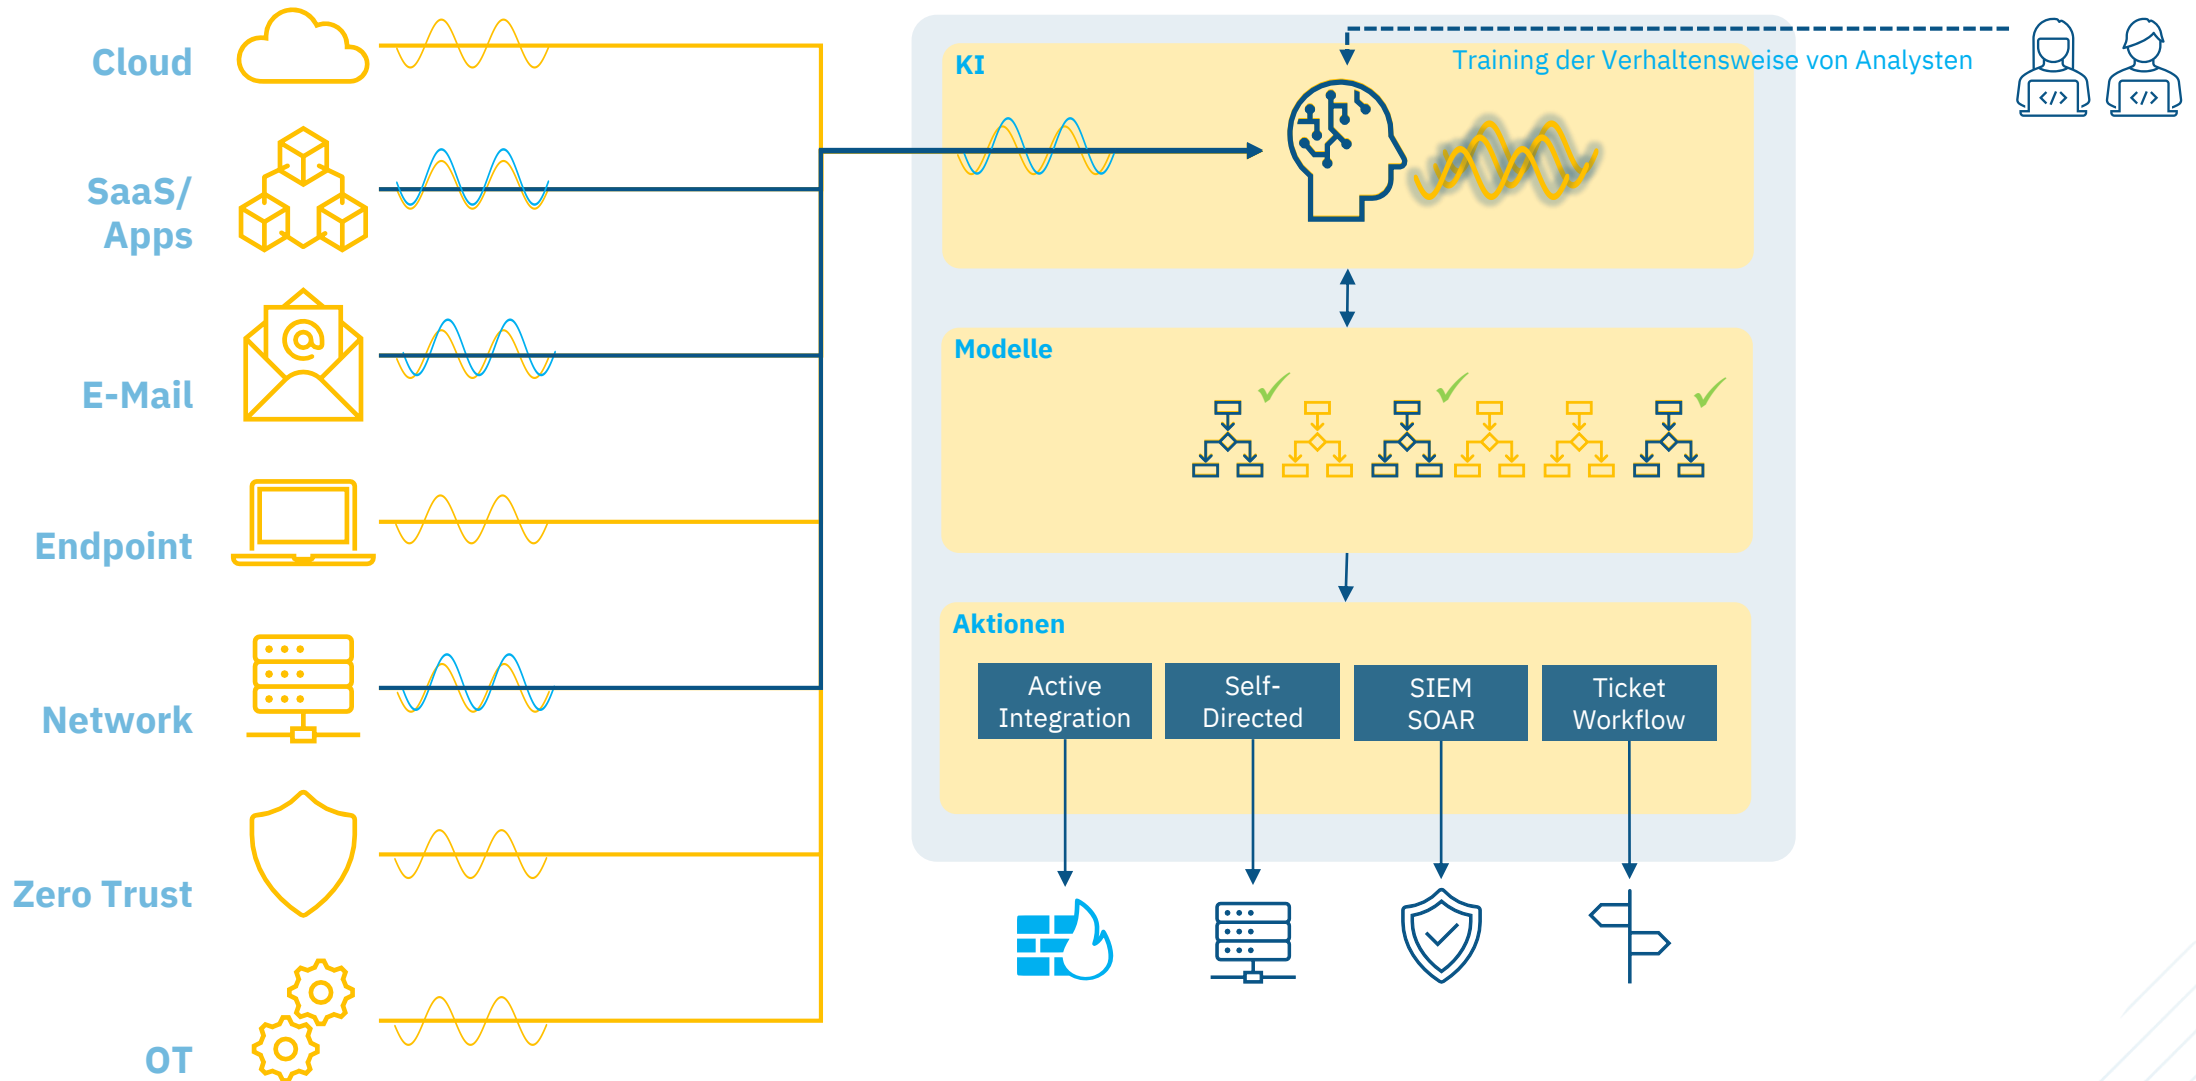 Cloud
SaaS/
Apps
E-Mail
Endpoint
Network
Zero Trust
OT
KI
Training der Verhaltensweise von Analysten
Modelle
Aktionen
Active
Integration
Self-
Directed
SIEM
SOAR
Ticket
Workflow